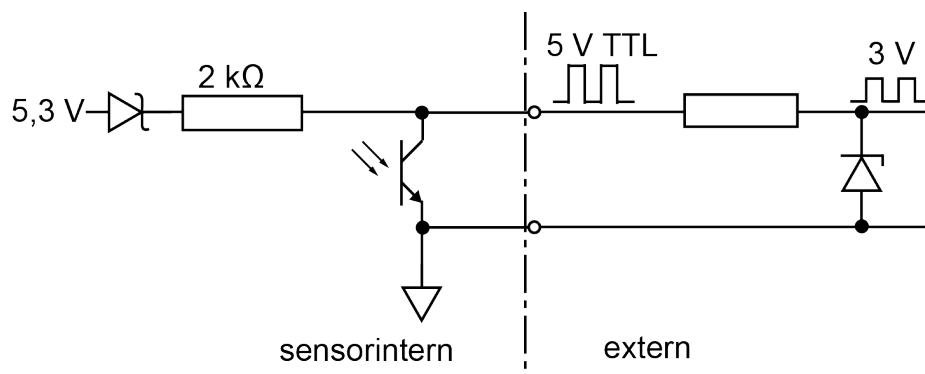 5 V TTL
3 V
2 kΩ
5,3 V
sensorintern
extern